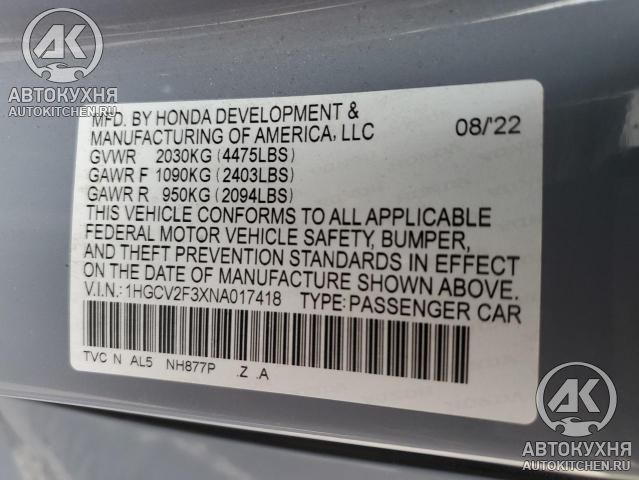 АК
АВТОКУХНЯ
AUTOKITCHEN.RU
MFD. BY HONDA DEVELOPMENT &
MANUFACTURING OF AMERICA, LLC 08/'22
GVWR 2030KG (4475LBS)
GAWR F 1090KG (2403LBS)
GAWR R 950KG (2094LBS)
THIS VEHICLE CONFORMS TO ALL APPLICABLE
FEDERAL MOTOR VEHICLE SAFETY, BUMPER,
AND THEFT PREVENTION STANDARDS IN EFFECT
ON THE DATE OF MANUFACTURE SHOWN ABOVE.
V.I.N.: 1HGCV2F3XNA017418 TYPE: PASSENGER CAR
TVC N AL5 NH877P .Z .A
АК
АВТОКУХНЯ
AUTOKITCHEN.RU